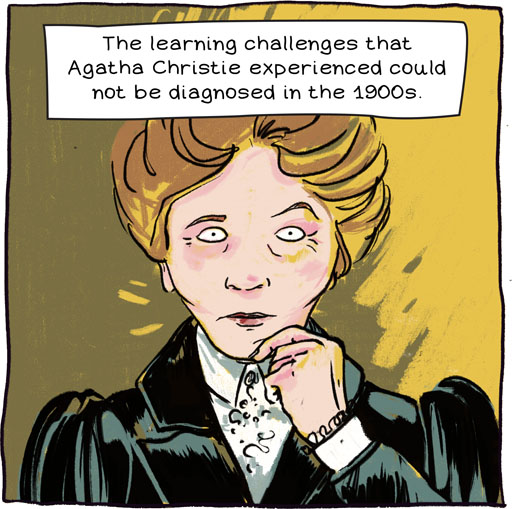 The learning challenges that
Agatha Christie experienced could
not be diagnosed in the 1900s.